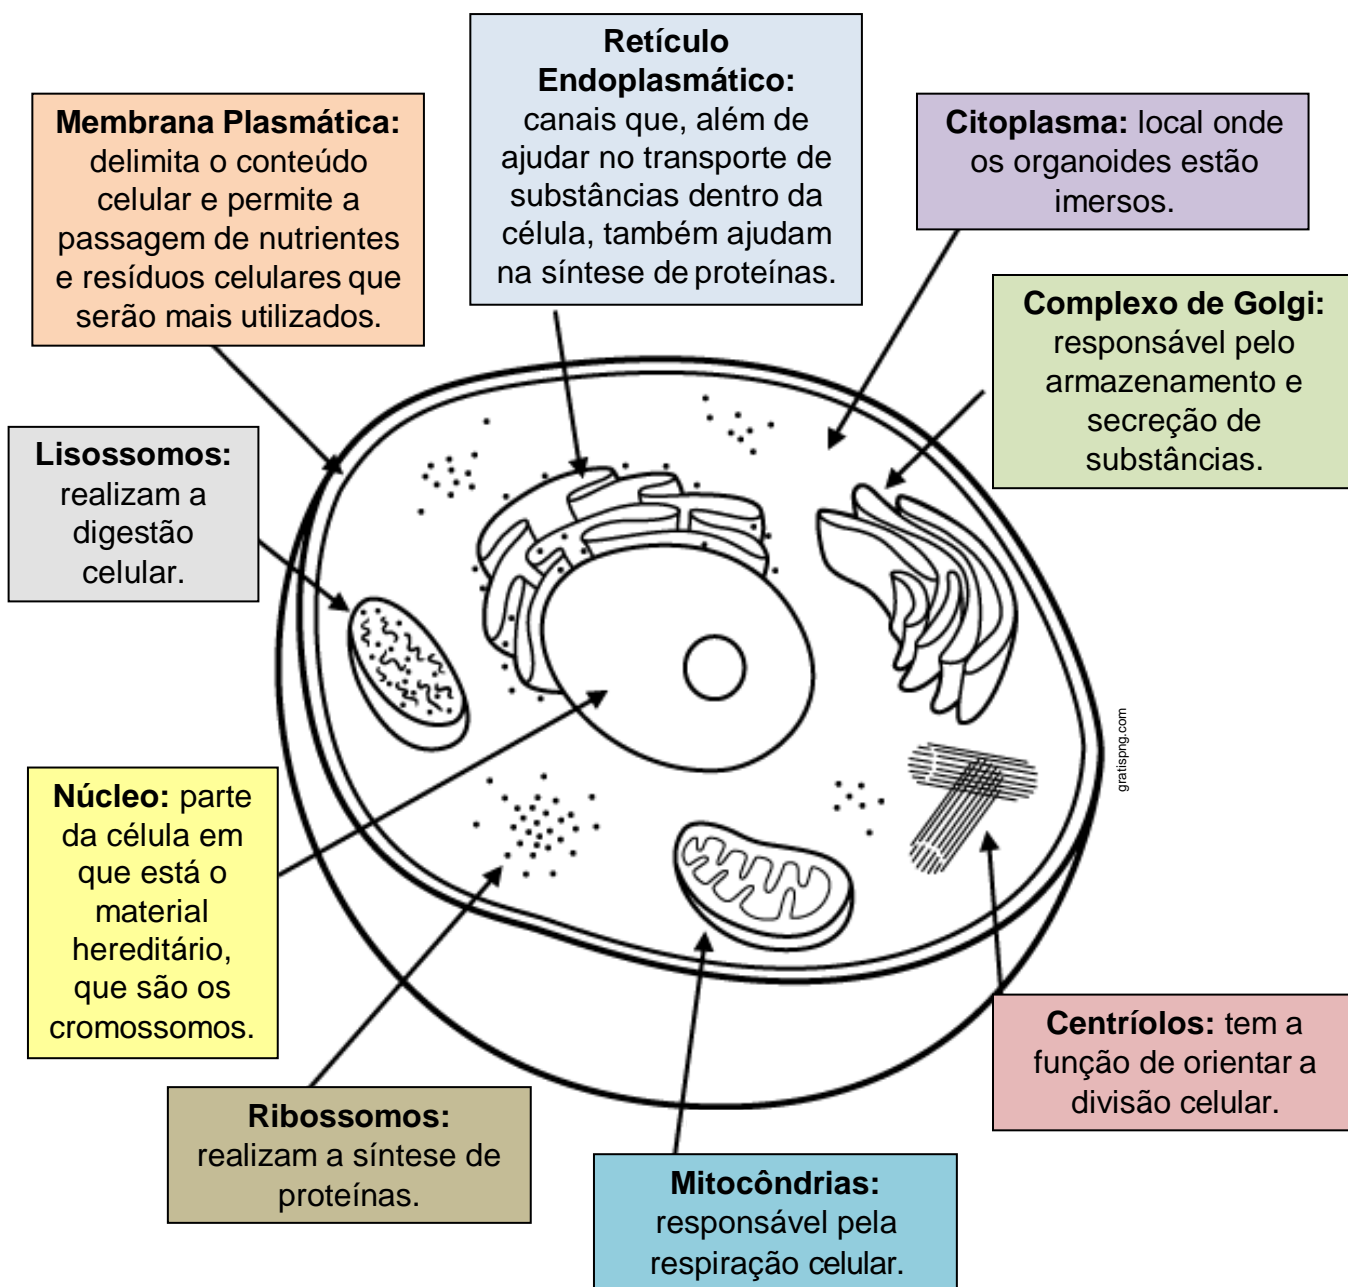 Retículo
Endoplasmático:
canais que, além de
ajudar no transporte de
substâncias dentro da
célula, também ajudam
na síntese de proteínas.
Membrana Plasmática:
delimita o conteúdo
celular e permite a
passagem de nutrientes
e resíduos celulares que
serão mais utilizados.
Citoplasma: local onde
os organoides estão
imersos.
Complexo de Golgi:
responsável pelo
armazenamento e
secreção de
substâncias.
Lisossomos:
realizam a
digestão
celular.
gratispng.com
Núcleo: parte
da célula em
que está o
material
hereditário,
que são os
cromossomos.
Centríolos: tem a
função de orientar a
divisão celular.
Ribossomos:
realizam a síntese de
proteínas.
Mitocôndrias:
responsável pela
respiração celular.